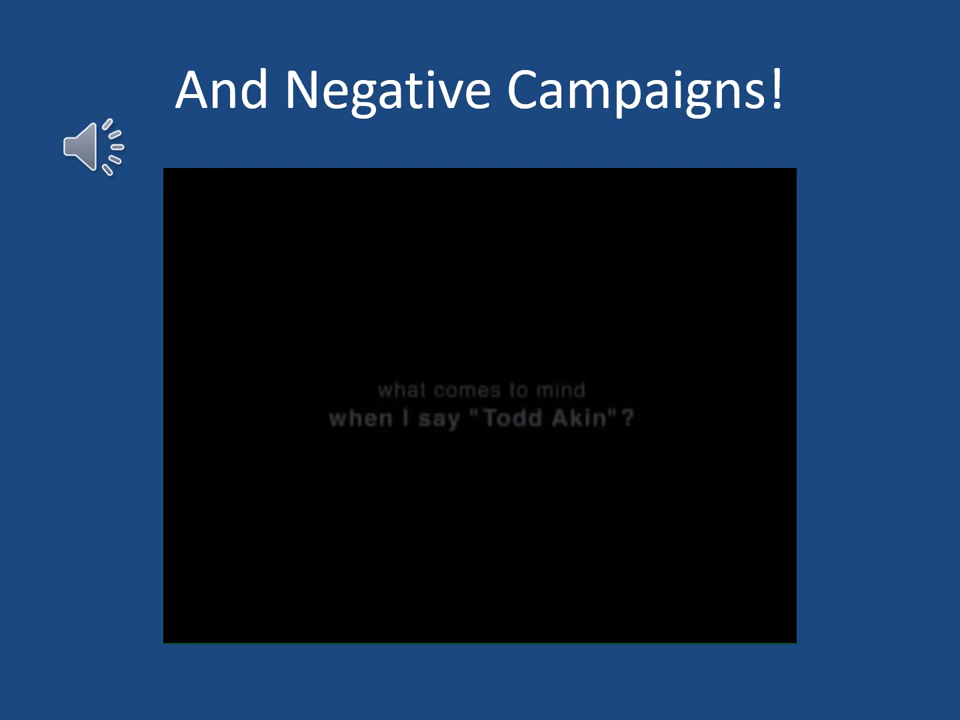 And Negative Campaigns!
what comes to mind
when I say "Todd Akin"?